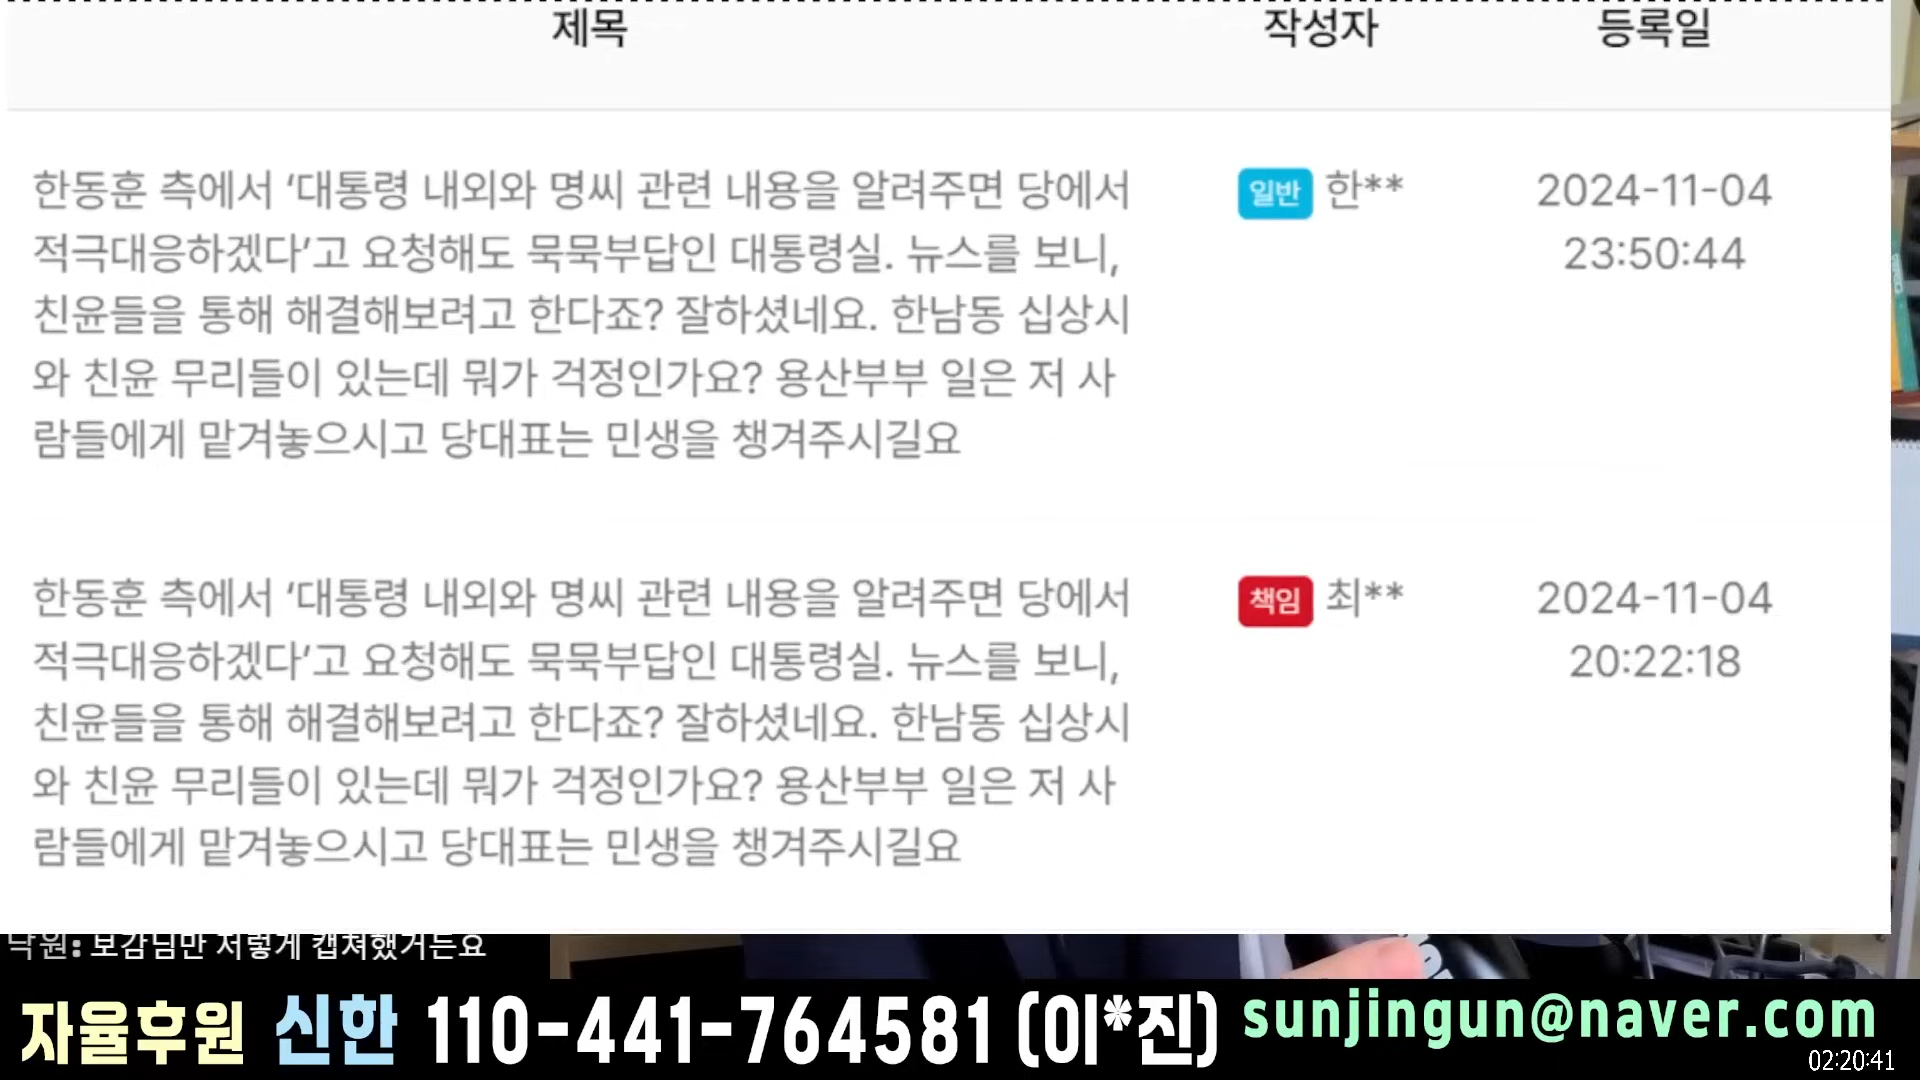 제목 작성자 등록일
한동훈 측에서 ‘대통령 내외와 명씨 관련 내용을 알려주면 당에서 일반 한** 2024-11-04
적극대응하겠다’고 요청해도 묵묵부답인 대통령실. 뉴스를 보니, 23:50:44
친윤들을 통해 해결해보려고 한다죠? 잘하셨네요. 한남동 십상시
와 친윤 무리들이 있는데 뭐가 걱정인가요? 용산부부 일은 저 사
람들에게 맡겨놓으시고 당대표는 민생을 챙겨주시길요
한동훈 측에서 ‘대통령 내외와 명씨 관련 내용을 알려주면 당에서 책임 최** 2024-11-04
적극대응하겠다’고 요청해도 묵묵부답인 대통령실. 뉴스를 보니, 20:22:18
친윤들을 통해 해결해보려고 한다죠? 잘하셨네요. 한남동 십상시
와 친윤 무리들이 있는데 뭐가 걱정인가요? 용산부부 일은 저 사
람들에게 맡겨놓으시고 당대표는 민생을 챙겨주시길요
보감님만 저렇게 캡쳐했거든요
자율후원 신한 110-441-764581 (이*진) sunjingun@naver.com
02:20:41